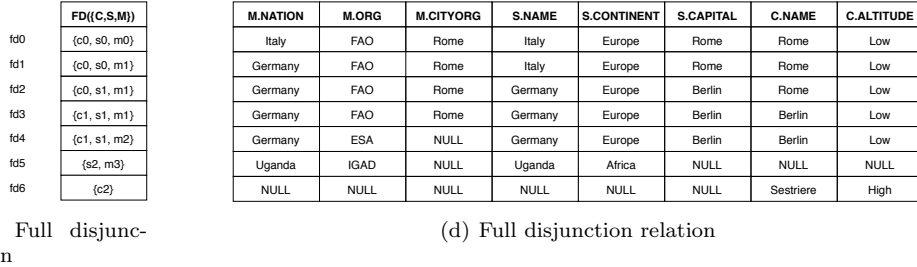 FD({C,S,M}) M.NATION M.ORG M.CITYORG S.NAME S.CONTINENT S.CAPITAL C.NAME C.ALTITUDE
fd0 {c0, s0, m0} Italy FAO Rome Italy Europe Rome Rome Low
fd1 {c0, s0, m1} Germany FAO Rome Italy Europe Rome Rome Low
fd2 {c0, s1, m1} Germany FAO Rome Germany Europe Berlin Rome Low
fd3 {c1, s1, m1} Germany FAO Rome Germany Europe Berlin Berlin Low
fd4 {c1, s1, m2} Germany ESA NULL Germany Europe Berlin Berlin Low
fd5 {s2, m3} Uganda IGAD NULL Uganda Africa NULL NULL NULL
fd6 {c2} NULL NULL NULL NULL NULL NULL Sestriere High
Full disjunc-
n
(d) Full disjunction relation